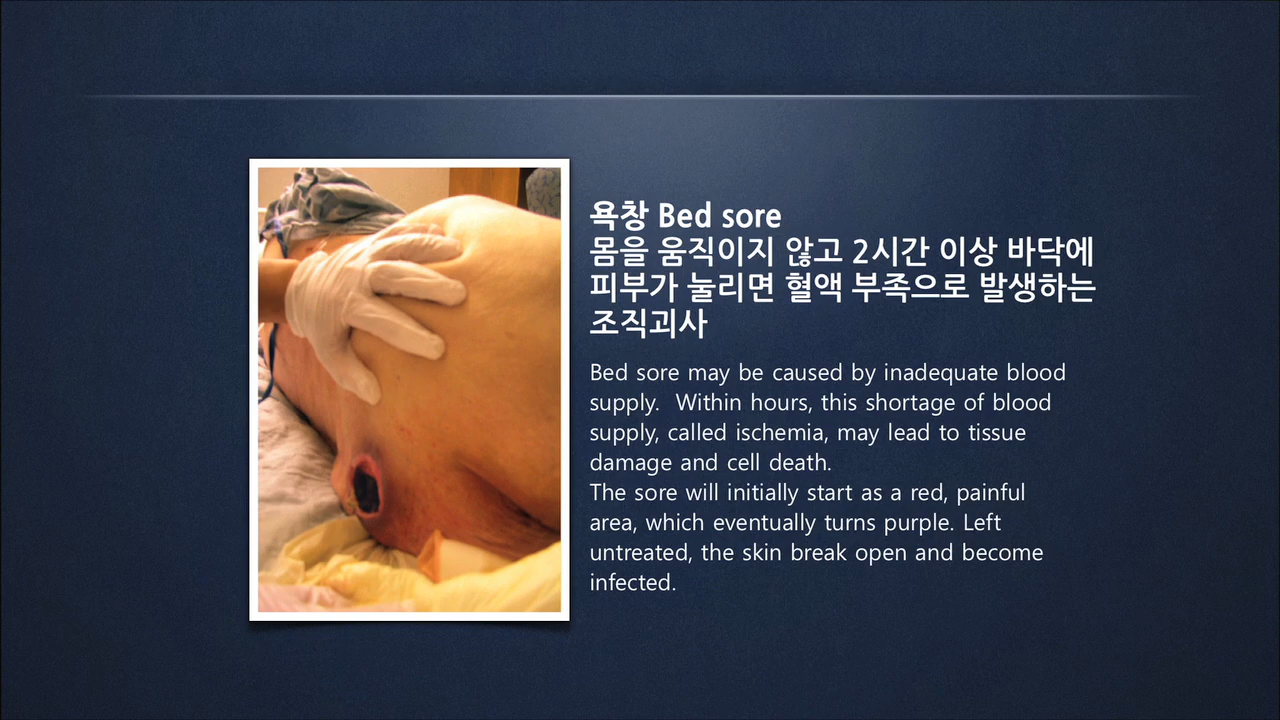 욕창 Bed sore
몸을 움직이지 않고 2시간 이상 바닥에
피부가 눌리면 혈액 부족으로 발생하는
조직괴사
Bed sore may be caused by inadequate blood
supply.  Within hours, this shortage of blood
supply, called ischemia, may lead to tissue
damage and cell death.
The sore will initially start as a red, painful
area, which eventually turns purple. Left
untreated, the skin break open and become
infected.